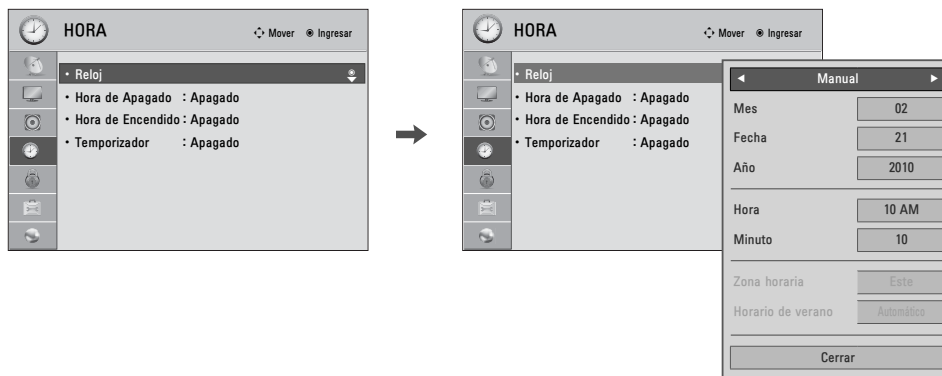 HORA
Mover
Ingresar
• Reloj
• Hora de Apagado : Apagado
• Hora de Encendido : Apagado
• Temporizador : Apagado
HORA
Mover
Ingresar
• Reloj
• Hora de Apagado : Apagado
• Hora de Encendido : Apagado
• Temporizador : Apagado
◄ Manual ►
Mes 02
Fecha 21
Año 2010
Hora 10 AM
Minuto 10
Zona horaria Este
Horario de verano Automático
Cerrar